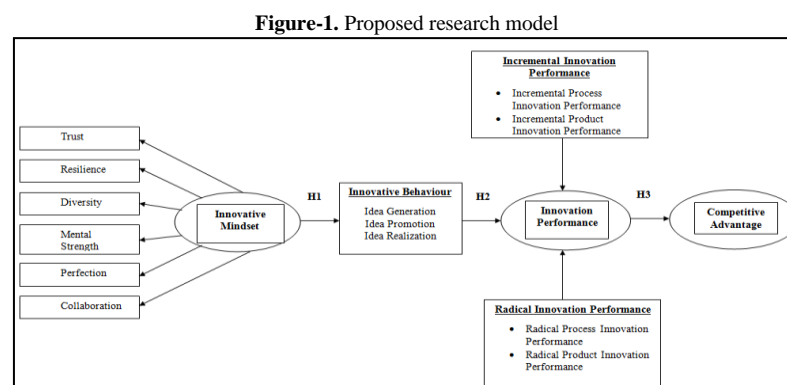 Figure-1. Proposed research model
Incremental Innovation
Performance
• Incremental Process
Innovation Performance
• Incremental Product
Innovation Performance
Trust
Resilience
Diversity
Mental
Strength
Perfection
Collaboration
Innovative
Mindset
H1
Innovative Behaviour
Idea Generation
Idea Promotion
Idea Realization
H2
Innovation
Performance
H3
Competitive
Advantage
Radical Innovation Performance
• Radical Process Innovation
Performance
• Radical Product Innovation
Performance